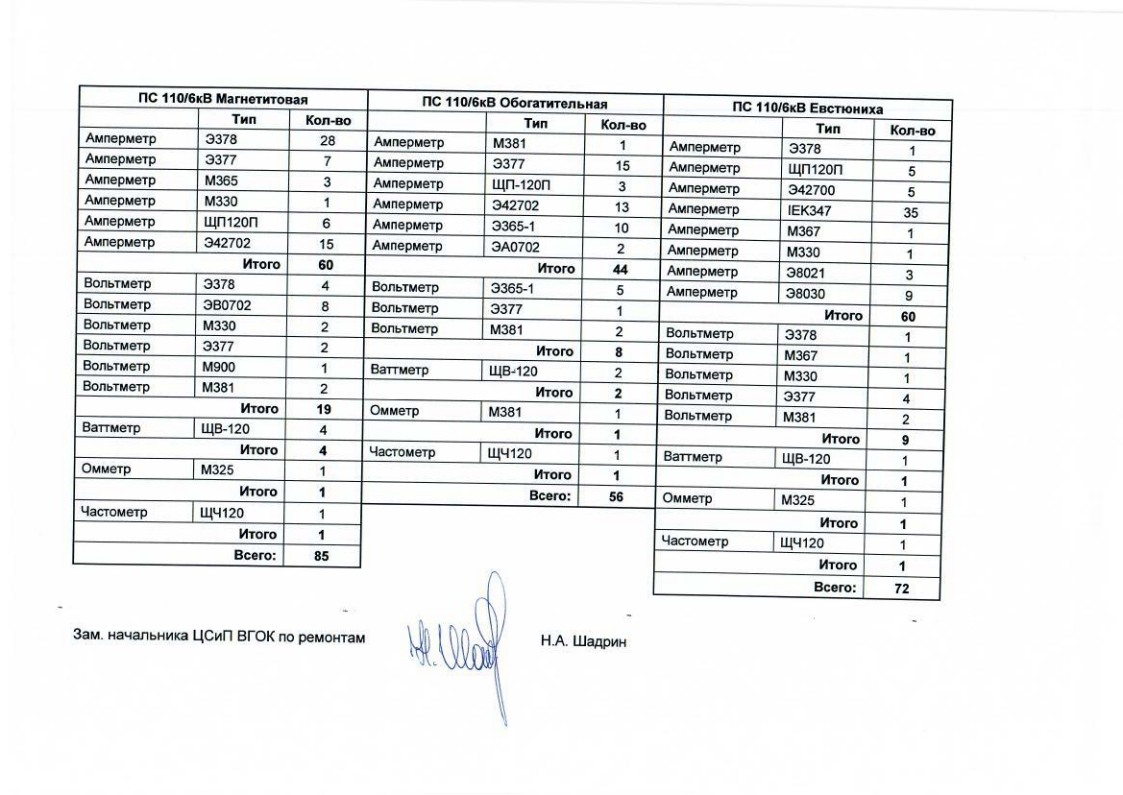 ПС 110/6кВ Магнетитовая
Тип Кол-во
Амперметр Э378 28
Амперметр Э377 7
Амперметр М365 3
Амперметр М330 1
Амперметр ЩП120П 6
Амперметр Э42702 15
Итого 60
Вольтметр Э378 4
Вольтметр ЭВ0702 8
Вольтметр М330 2
Вольтметр Э377 2
Вольтметр М900 1
Вольтметр М381 2
Итого 19
Ваттметр ЩВ-120 4
Итого 4
Омметр М325 1
Итого 1
Частометр ЩЧ120 1
Итого 1
Всего: 85
ПС 110/6кВ Обогатительная
Тип Кол-во
Амперметр М381 1
Амперметр Э377 15
Амперметр ЩП-120П 3
Амперметр Э42702 13
Амперметр Э365-1 10
Амперметр ЭА0702 2
Итого 44
Вольтметр Э365-1 5
Вольтметр Э377 1
Вольтметр М381 2
Итого 8
Ваттметр ЩВ-120 2
Итого 2
Омметр М381 1
Итого 1
Частометр ЩЧ120 1
Итого 1
Всего: 56
ПС 110/6кВ Евстюниха
Тип Кол-во
Амперметр Э378 1
Амперметр ЩП120П 5
Амперметр Э42700 5
Амперметр IEK347 35
Амперметр М367 1
Амперметр М330 1
Амперметр Э8021 3
Амперметр Э8030 9
Итого 60
Вольтметр Э378 1
Вольтметр М367 1
Вольтметр М330 1
Вольтметр Э377 4
Вольтметр М381 2
Итого 9
Ваттметр ЩВ-120 1
Итого 1
Омметр М325 1
Итого 1
Частометр ЩЧ120 1
Итого 1
Всего: 72
Зам. начальника ЦСиП ВГОК по ремонтам Н.А. Шадрин